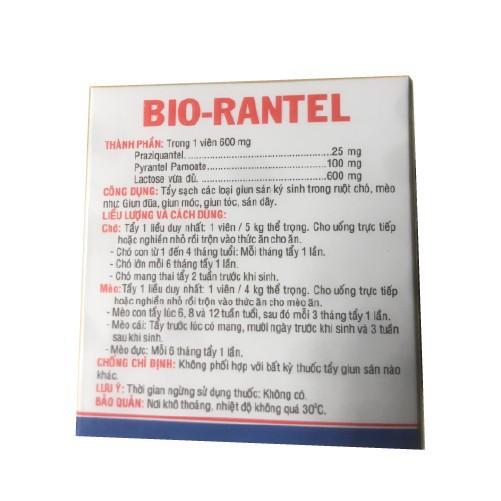 BIO-RANTEL
THÀNH PHẦN: Trong 1 viên 600 mg
Praziquantel................................................25 mg
Pyrantel Pamoate.......................................100 mg
Lactose vừa đủ............................................600 mg
CÔNG DỤNG: Tẩy sạch các loại giun sán ký sinh trong ruột chó, mèo
như: Giun đũa, giun móc, giun tóc, sán dây.
LIỀU LƯỢNG VÀ CÁCH DÙNG:
Chó: Tẩy 1 liều duy nhất: 1 viên / 5 kg thể trọng. Cho uống trực tiếp
hoặc nghiền nhỏ rồi trộn vào thức ăn cho ăn.
- Chó con từ 1 đến 4 tháng tuổi: Mỗi tháng tẩy 1 lần.
- Chó lớn mỗi 6 tháng tẩy 1 lần.
- Chó mang thai tẩy 2 tuần trước khi sinh.
Mèo: Tẩy 1 liều duy nhất: 1 viên / 4 kg thể trọng. Cho uống trực tiếp
hoặc nghiền nhỏ rồi trộn vào thức ăn cho mèo ăn.
- Mèo con tẩy lúc 6, 8 và 12 tuần tuổi, sau đó mỗi 3 tháng tẩy 1 lần.
- Mèo cái: Tẩy trước lúc có mang, mười ngày trước khi sinh và 3 tuần
sau khi sinh.
- Mèo đực: Mỗi 6 tháng tẩy 1 lần.
CHỐNG CHỈ ĐỊNH: Không phối hợp với bất kỳ thuốc tẩy giun sán nào
khác.
LƯU Ý: Thời gian ngừng sử dụng thuốc: Không có.
BẢO QUẢN: Nơi khô thoáng, nhiệt độ không quá 30°C.